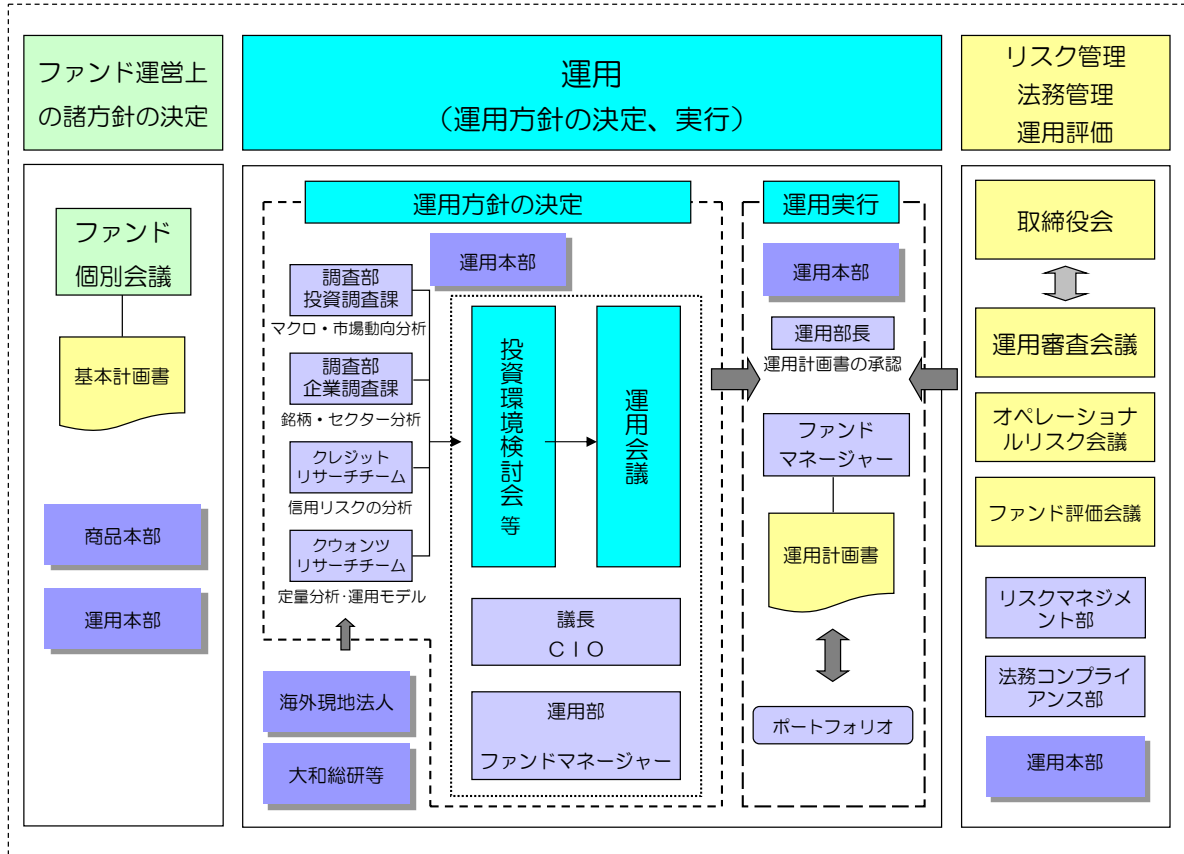 ファンド運営上
の諸方針の決定
運用
（運用方針の決定、実行）
リスク管理
法務管理
運用評価
ファンド
個別会議
基本計画書
商品本部
運用本部
運用方針の決定
運用本部
調査部
投資調査課
マクロ・市場動向分析
調査部
企業調査課
銘柄・セクター分析
クレジット
リサーチチーム
信用リスクの分析
クウォンツ
リサーチチーム
定量分析・運用モデル
海外現地法人
大和総研等
投資環境検討会等
運用会議
議長
ＣＩＯ
運用部
ファンドマネージャー
運用実行
運用本部
運用部長
運用計画書の承認
ファンド
マネージャー
運用計画書
ポートフォリオ
取締役会
運用審査会議
オペレーショナ
ルリスク会議
ファンド評価会議
リスクマネジメ
ント部
法務コンプライ
アンス部
運用本部